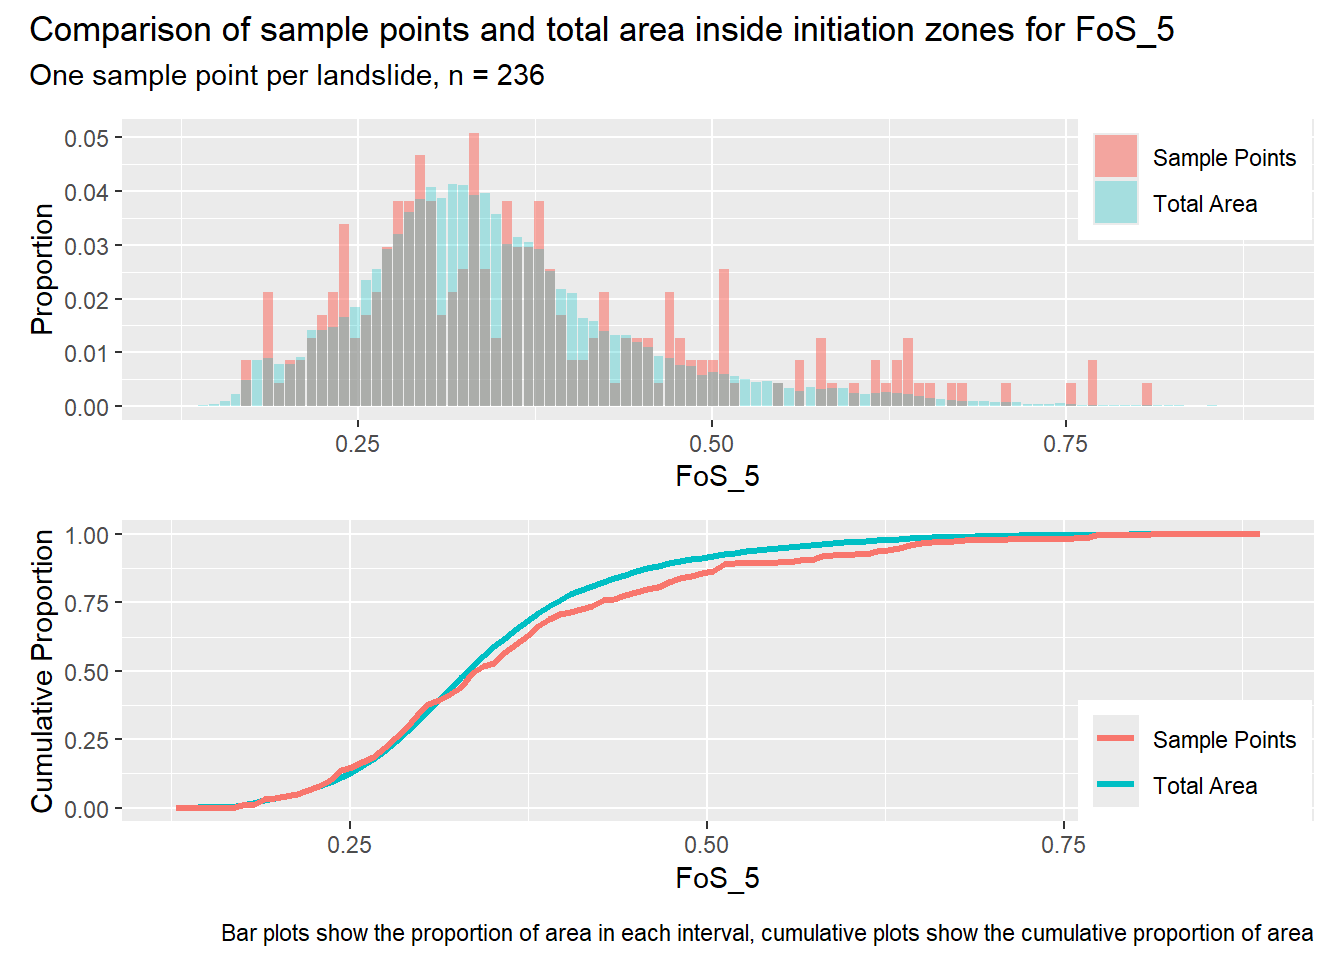 Comparison of sample points and total area inside initiation zones for FoS_5
One sample point per landslide, n = 236
Proportion
0.05
0.04
0.03
0.02
0.01
0.00
Sample Points
Total Area
0.25
0.50
0.75
FoS_5
Cumulative Proportion
1.00
0.75
0.50
0.25
0.00
Sample Points
Total Area
0.25
0.50
0.75
FoS_5
Bar plots show the proportion of area in each interval, cumulative plots show the cumulative proportion of area